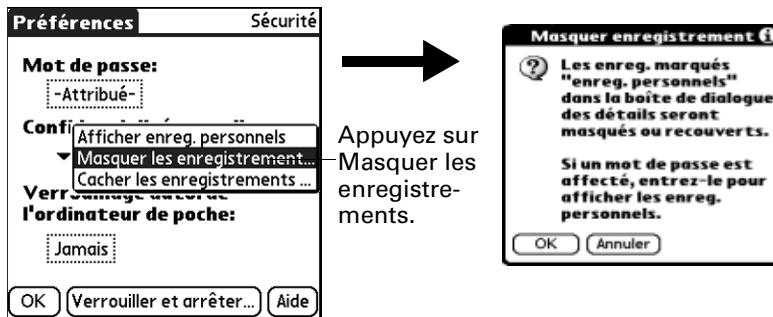 Préférences Sécurité
Mot de passe:
-Attribué-
Afficher enreg. personnels
Masquer les enregistrement...
Cacher les enregistrements ...
l'ordinateur de poche:
Jamais
OK Verrouiller et arrêter... Aide
Appuyez sur
Masquer les
enregistre-
ments.
Masquer enregistrement
Les enreg. marqués
"enreg. personnels"
dans la boîte de dialogue
des détails seront
masqués ou recouverts.
Si un mot de passe est
affecté, entrez-le pour
afficher les enreg.
personnels.
OK Annuler